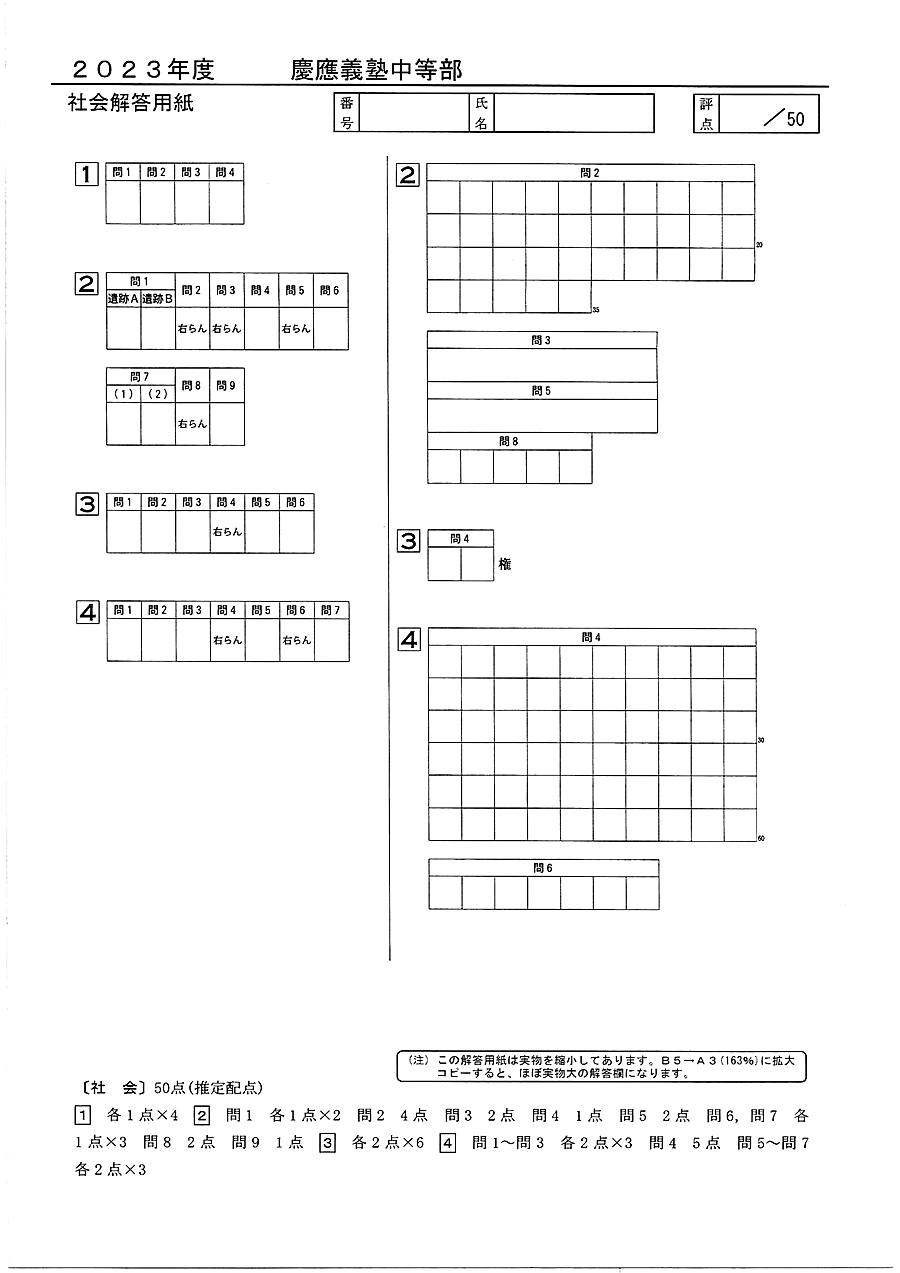 ２０２３年度 慶應義塾中等部
社会解答用紙
番号
氏名
評点
／50
1
問1 問2 問3 問4
2
問1 問2 問3 問4 問5 問6
遺跡A 遺跡B
右らん 右らん 右らん
問7 問8 問9
(1) (2)
右らん
3
問1 問2 問3 問4 問5 問6
右らん
4
問1 問2 問3 問4 問5 問6 問7
右らん 右らん
2
問2
20
35
問3
問5
問8
3
問4
権
4
問4
30
60
問6
(注) この解答用紙は実物を縮小してあります。Ｂ５→Ａ３(163%)に拡大
コピーすると、ほぼ実物大の解答欄になります。
〔社　会〕50点(推定配点)
1 各１点×４ 2 問１ 各１点×２ 問２ ４点 問３ ２点 問４ １点 問５ ２点 問６，問７ 各
１点×３ 問８ ２点 問９ １点 3 各２点×６ 4 問１～問３ 各２点×３ 問４ ５点 問５～問７
各２点×３